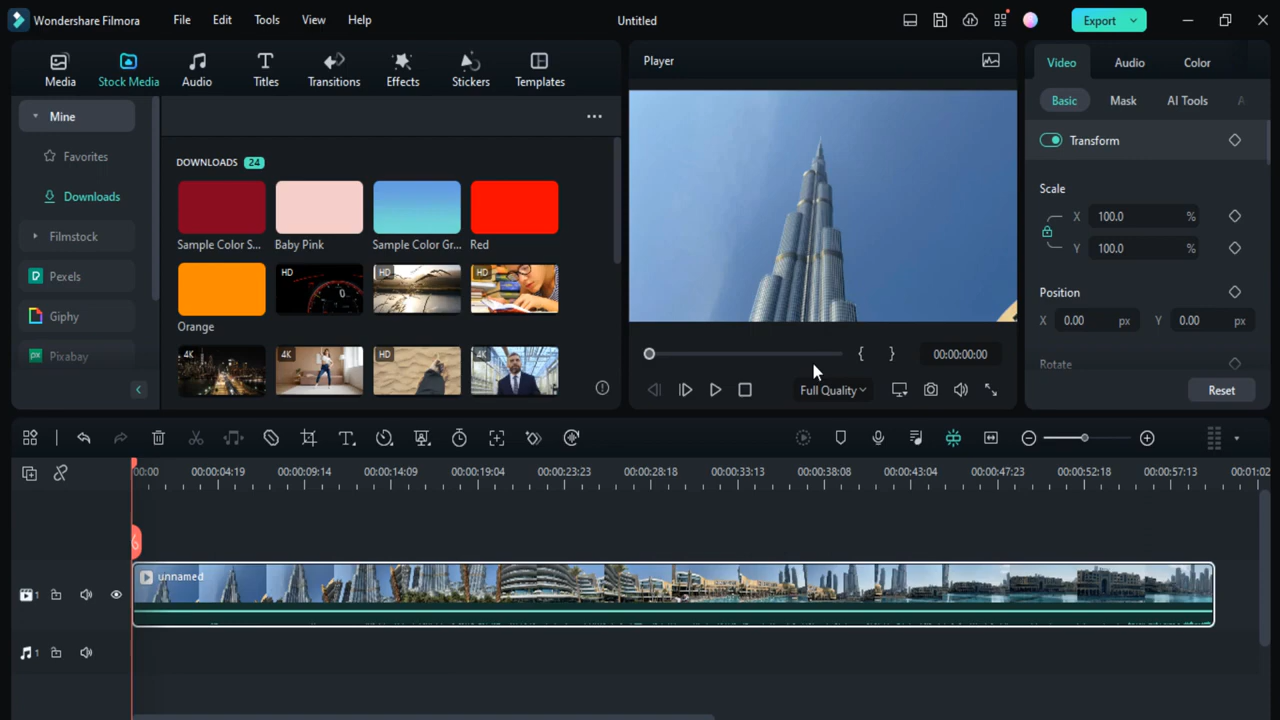 Wondershare Filmora
File
Edit
Tools
View
Help
Untitled
Export
Media
Stock Media
Audio
Titles
Transitions
Effects
Stickers
Templates
Mine
Favorites
Downloads
Filmstock
Pexels
Giphy
Pixabay
DOWNLOADS 24
Sample Color S...
Baby Pink
Sample Color Gr...
Red
HD
HD
HD
Orange
4K
4K
HD
4K
Player
00:00:00:00
Full Quality
Video
Audio
Color
Basic
Mask
AI Tools
Transform
Scale
X 100.0 %
Y 100.0 %
Position
X 0.00 px
Y 0.00 px
Rotate
Reset
00:00
00:00:04:19
00:00:09:14
00:00:14:09
00:00:19:04
00:00:23:23
00:00:28:18
00:00:33:13
00:00:38:08
00:00:43:04
00:00:47:23
00:00:52:18
00:00:57:13
00:01:02
unnamed
1
1